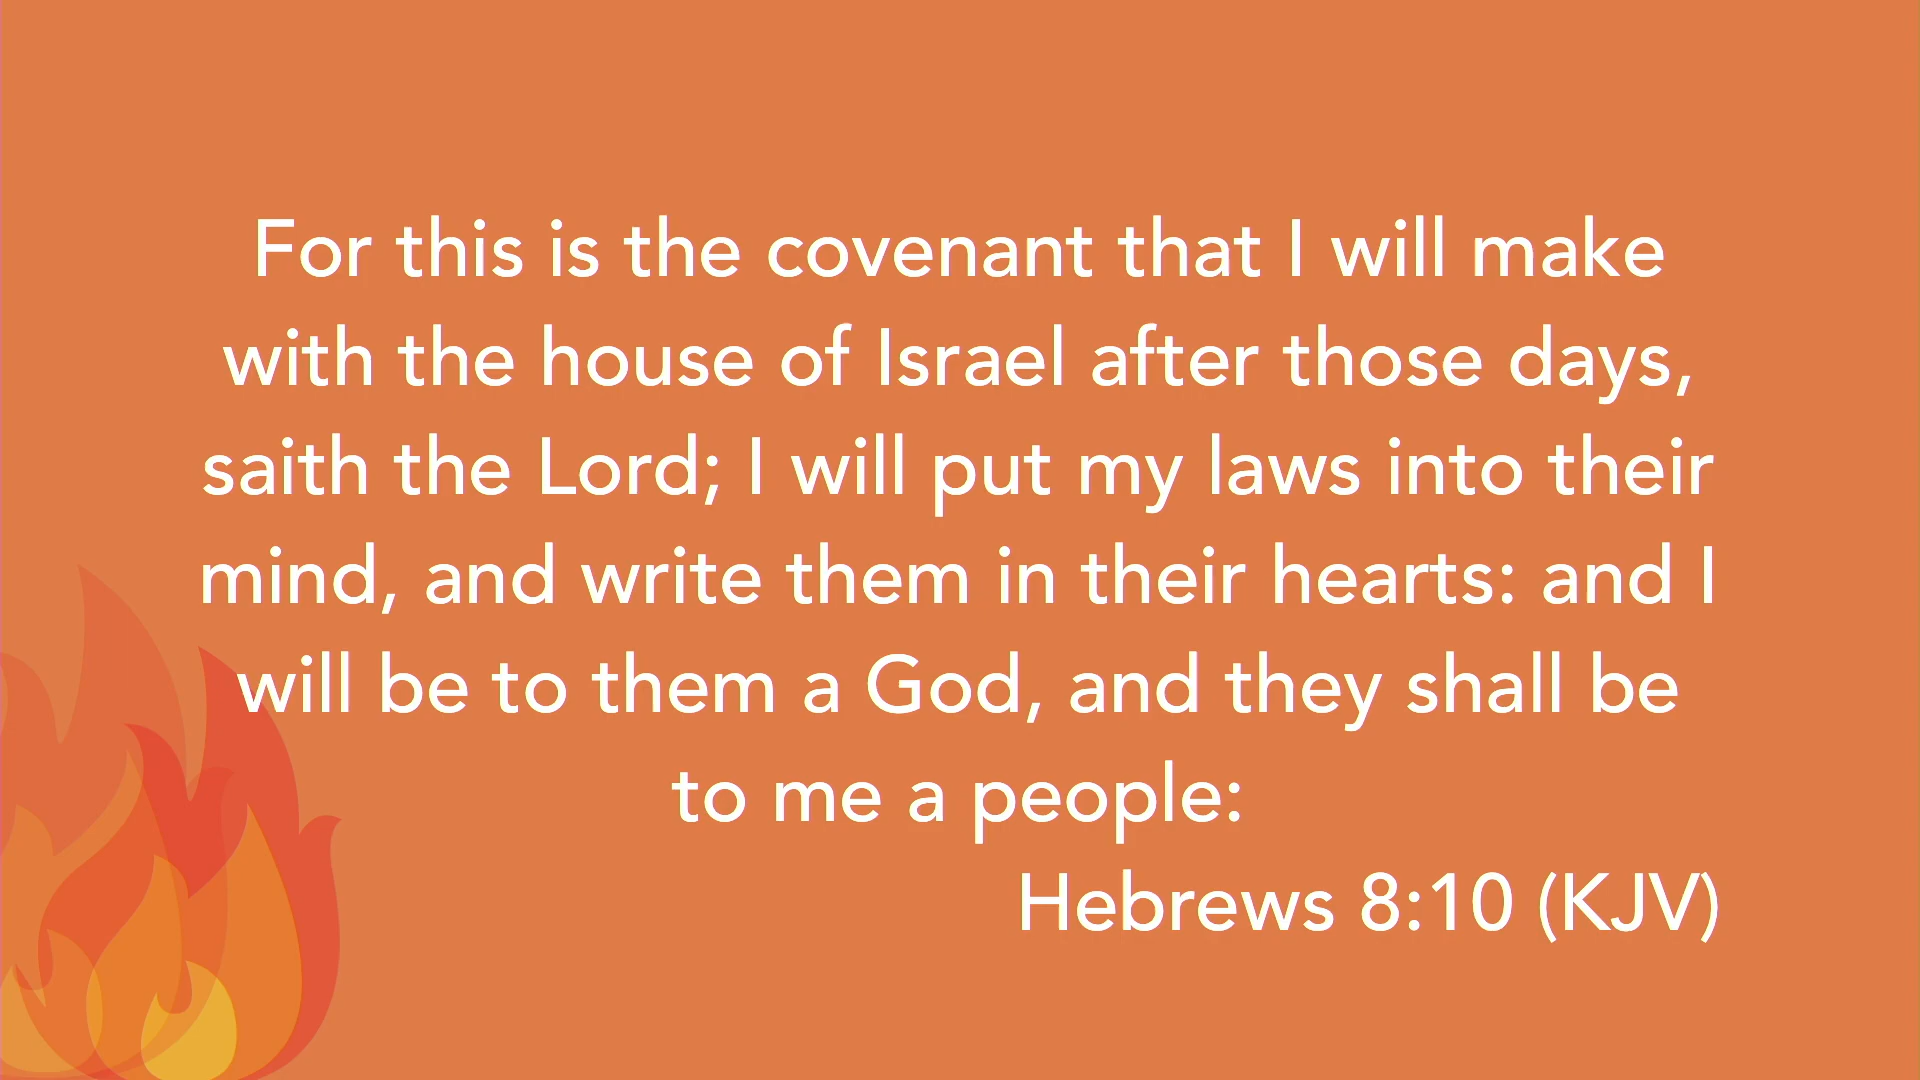 For this is the covenant that I will make
with the house of Israel after those days,
saith the Lord; I will put my laws into their
mind, and write them in their hearts: and I
will be to them a God, and they shall be
to me a people:
Hebrews 8:10 (KJV)